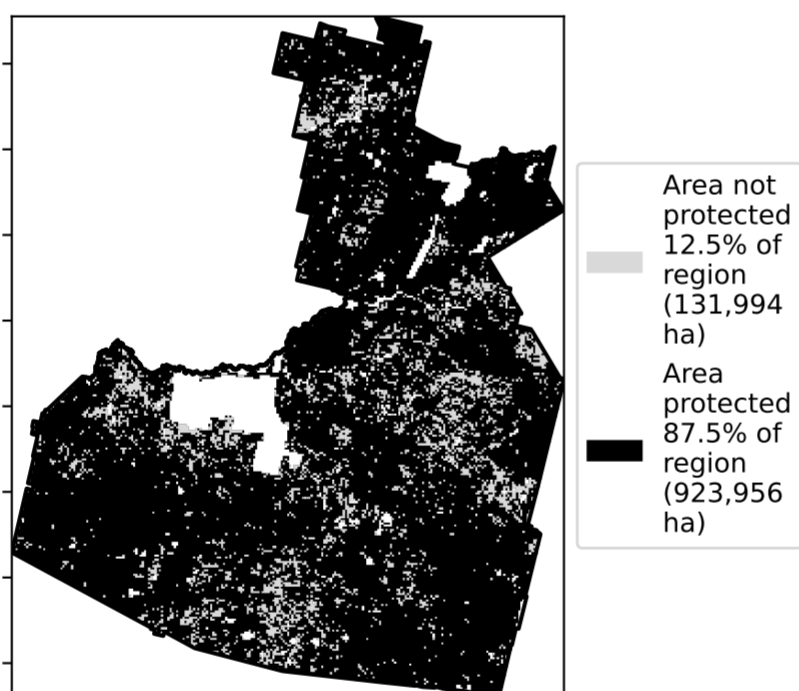 Area not
protected
12.5% of
region
(131,994
ha)
Area
protected
87.5% of
region
(923,956
ha)